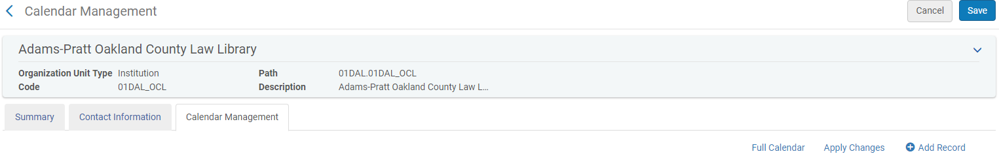 Calendar Management
Cancel
Save
Adams-Pratt Oakland County Law Library
Organization Unit Type Institution Path 01DAL.01DAL_OCL
Code 01DAL_OCL Description Adams-Pratt Oakland County Law L...
Summary Contact Information Calendar Management
Full Calendar Apply Changes Add Record